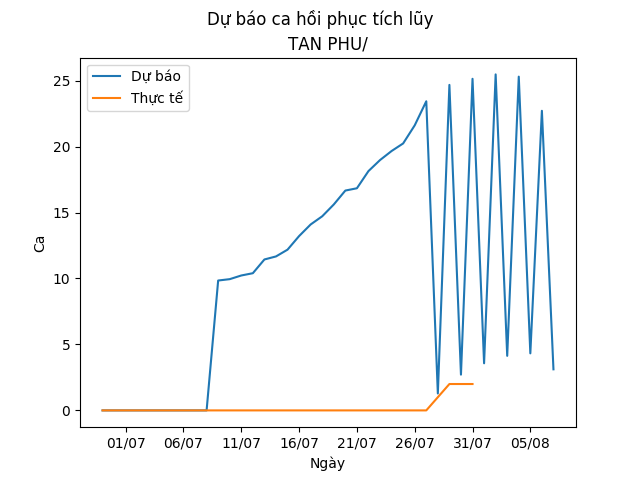 Dự báo ca hồi phục tích lũy
TAN PHU/
Dự báo
Thực tế
25
20
15
10
5
0
Ca
01/07 06/07 11/07 16/07 21/07 26/07 31/07 05/08
Ngày